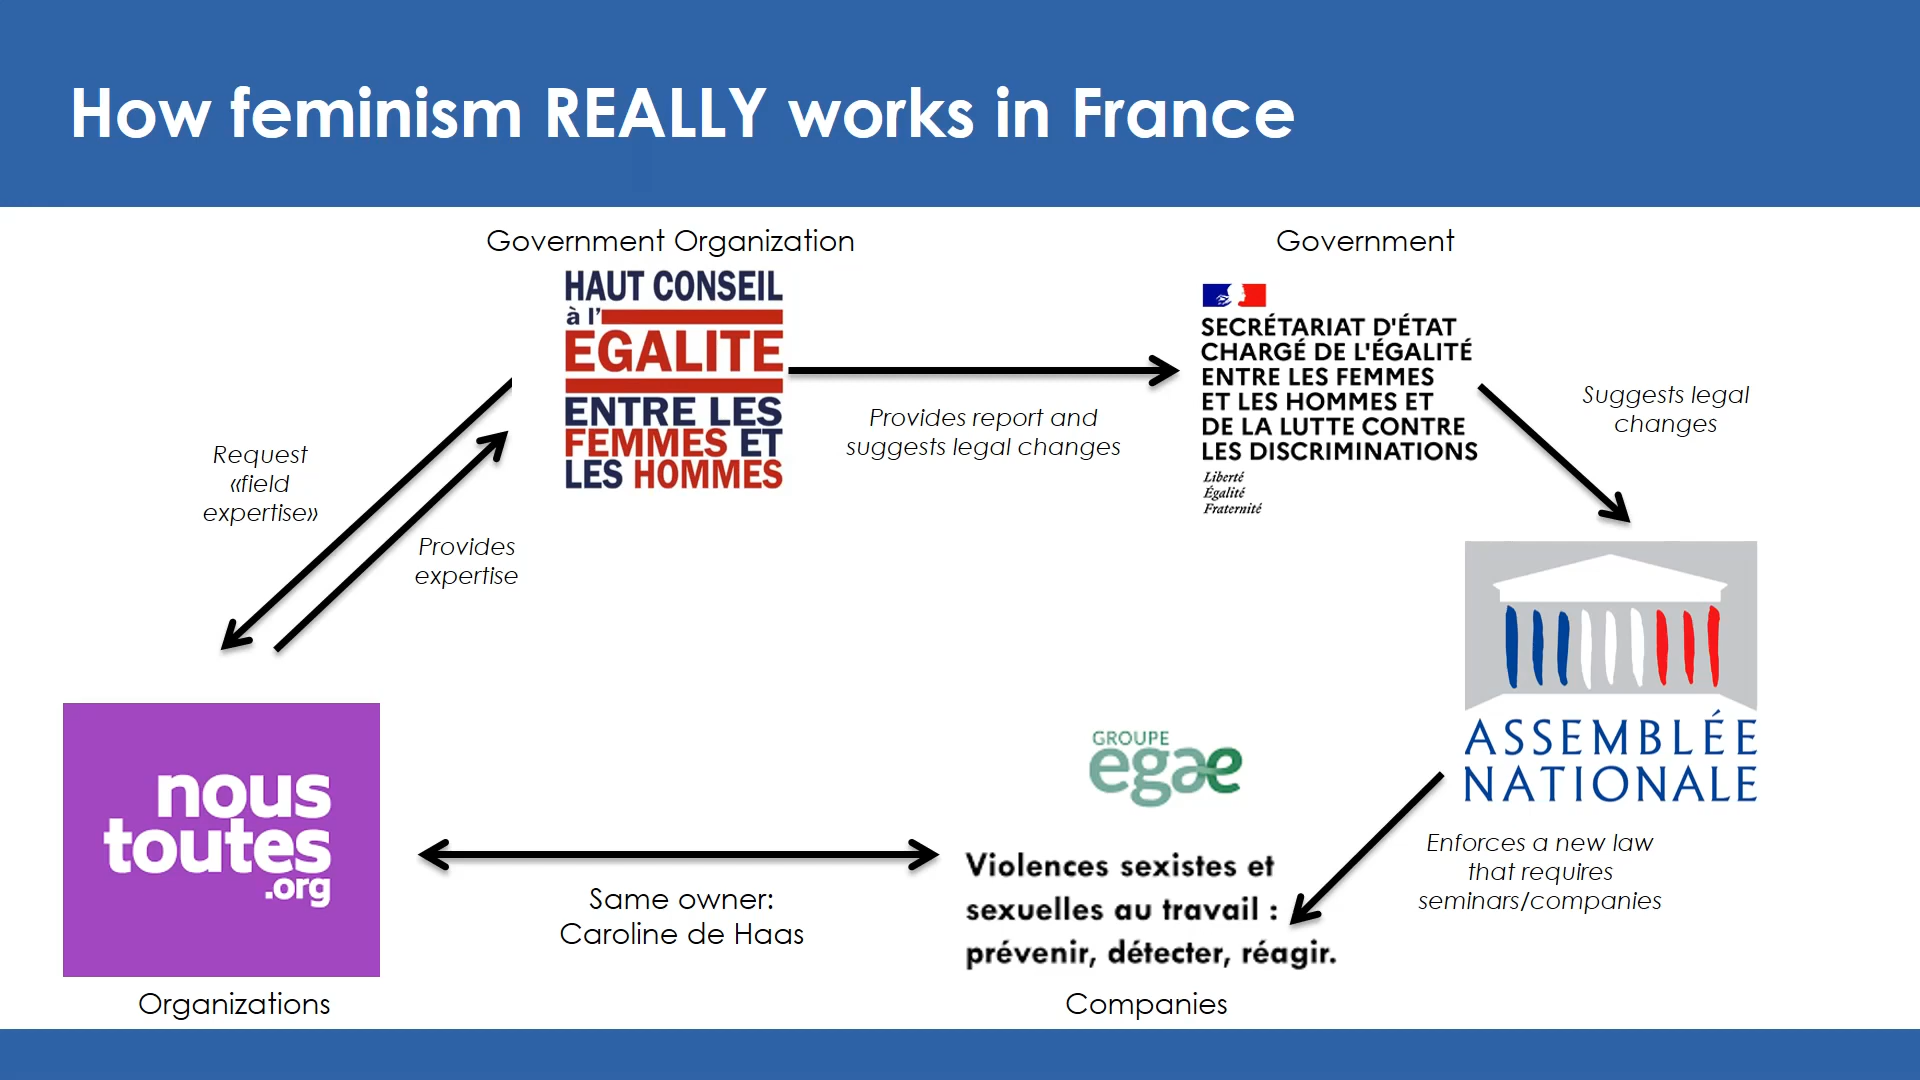 How feminism REALLY works in France
Government Organization
HAUT CONSEIL
à l'
EGALITE
ENTRE LES
FEMMES ET
LES HOMMES
Government
SECRÉTARIAT D'ÉTAT
CHARGÉ DE L'ÉGALITÉ
ENTRE LES FEMMES
ET LES HOMMES ET
DE LA LUTTE CONTRE
LES DISCRIMINATIONS
Liberté
Égalité
Fraternité
Provides report and
suggests legal changes
Suggests legal
changes
Request
«field
expertise»
Provides
expertise
ASSEMBLÉE
NATIONALE
Enforces a new law
that requires
seminars/companies
nous
toutes
.org
Organizations
Same owner:
Caroline de Haas
GROUPE
egae
Violences sexistes et
sexuelles au travail :
prévenir, détecter, réagir.
Companies